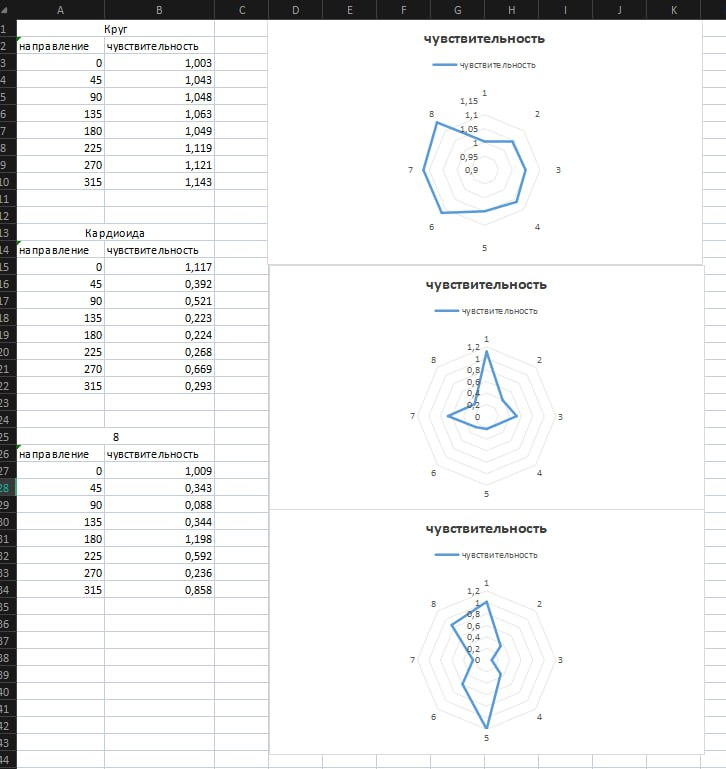 A B C D E F G H I J K
1 Круг
2 направление чувствительность
3 0 1,003
4 45 1,043
5 90 1,048
6 135 1,063
7 180 1,049
8 225 1,119
9 270 1,121
10 315 1,143
11
12
13 Кардиоида
14 направление чувствительность
15 0 1,117
16 45 0,392
17 90 0,521
18 135 0,223
19 180 0,224
20 225 0,268
21 270 0,669
22 315 0,293
23
24
25 8
26 направление чувствительность
27 0 1,009
28 45 0,343
29 90 0,088
30 135 0,344
31 180 1,198
32 225 0,592
33 270 0,236
34 315 0,858
35
36
37
38
39
40
41
42
43
44
чувствительность
чувствительность
1
1,15
8 1,1 2
1,05
1
0,95
7 0,9 3
6 4
5
чувствительность
чувствительность
1
1,2
8 1 2
0,8
0,6
0,4
0,2
7 0 3
6 4
5
чувствительность
чувствительность
1
1,2
8 1 2
0,8
0,6
0,4
0,2
7 0 3
6 4
5